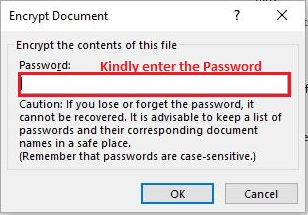 Encrypt Document
Encrypt the contents of this file
Password: Kindly enter the Password
Caution: If you lose or forget the password, it
cannot be recovered. It is advisable to keep a list of
passwords and their corresponding document
names in a safe place.
(Remember that passwords are case-sensitive.)
OK Cancel